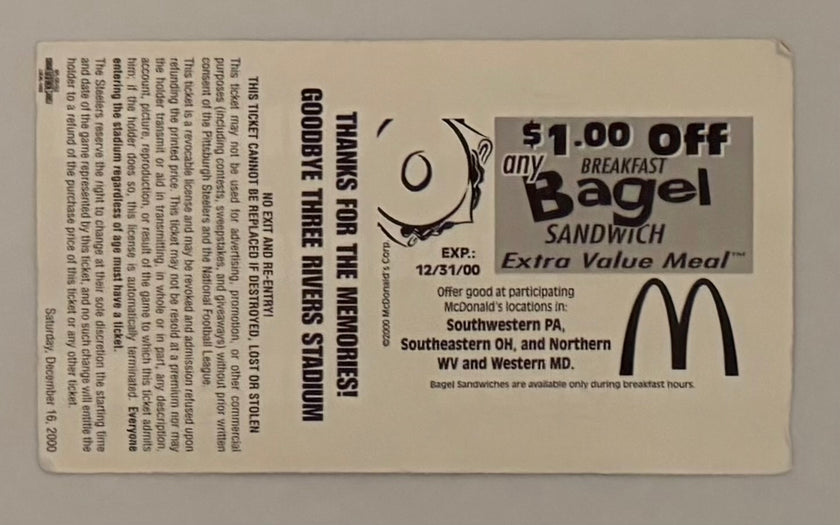 $1.00 Off
any BREAKFAST
Bagel
SANDWICH
Extra Value Meal™
EXP.:
12/31/00
©2000 McDonald's Corp.
Offer good at participating
McDonald's locations in:
Southwestern PA,
Southeastern OH, and Northern
WV and Western MD.
Bagel Sandwiches are available only during breakfast hours.
THANKS FOR THE MEMORIES!
GOODBYE THREE RIVERS STADIUM
NO EXIT AND RE-ENTRY!
THIS TICKET CANNOT BE REPLACED IF DESTROYED, LOST OR STOLEN
This ticket may not be used for advertising, promotion, or other commercial
purposes (including contests, sweepstakes, and giveaways) without prior written
consent of the Pittsburgh Steelers and the National Football League.
This ticket is a revocable license and may be revoked and admission refused upon
refunding the printed price. This ticket may not be resold at a premium nor may
the holder transmit or aid in transmitting, in whole or in part, any description,
account, picture, reproduction, or result of the game to which this ticket admits
him; if the holder does so, this license is automatically terminated. Everyone
entering the stadium regardless of age must have a ticket.
The Steelers reserve the right to change at their sole discretion the starting time
and date of the game represented by this ticket, and no such change will entitle the
holder to a refund of the purchase price of this ticket or any other ticket.
Saturday, December 16, 2000